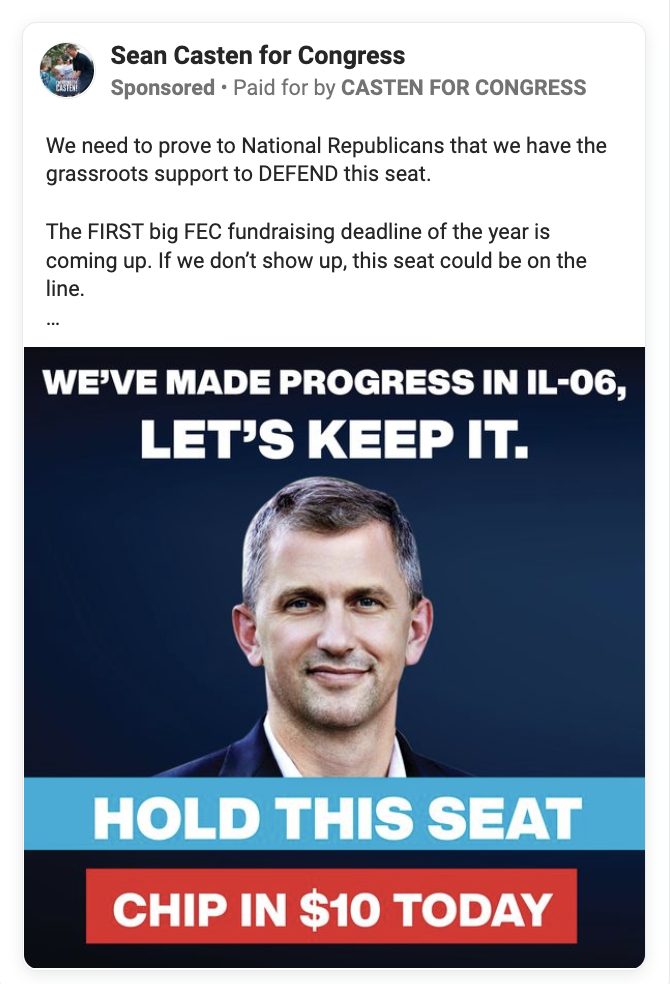 Sean Casten for Congress
Sponsored • Paid for by CASTEN FOR CONGRESS
We need to prove to National Republicans that we have the
grassroots support to DEFEND this seat.
The FIRST big FEC fundraising deadline of the year is
coming up. If we don’t show up, this seat could be on the
line.
...
WE’VE MADE PROGRESS IN IL-06,
LET’S KEEP IT.
HOLD THIS SEAT
CHIP IN $10 TODAY